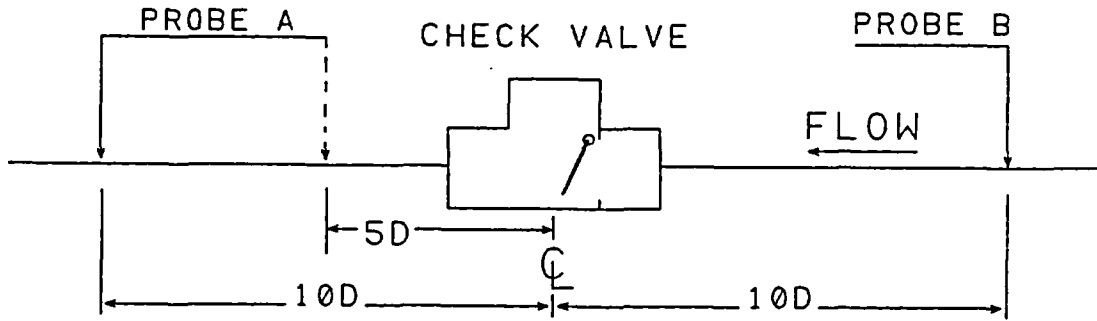 PROBE A
CHECK VALVE
PROBE B
FLOW
5D
℄
10D
10D